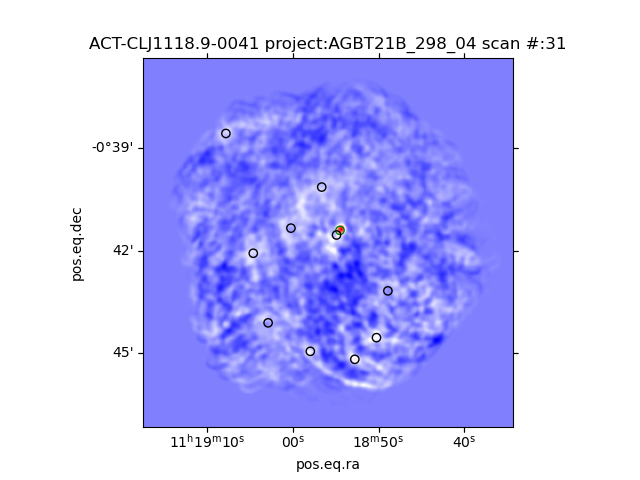 ACT-CLJ1118.9-0041 project:AGBT21B_298_04 scan #:31
-0°39'
42'
45'
pos.eq.dec
11ʰ19ᵐ10ˢ 00ˢ 18ᵐ50ˢ 40ˢ
pos.eq.ra